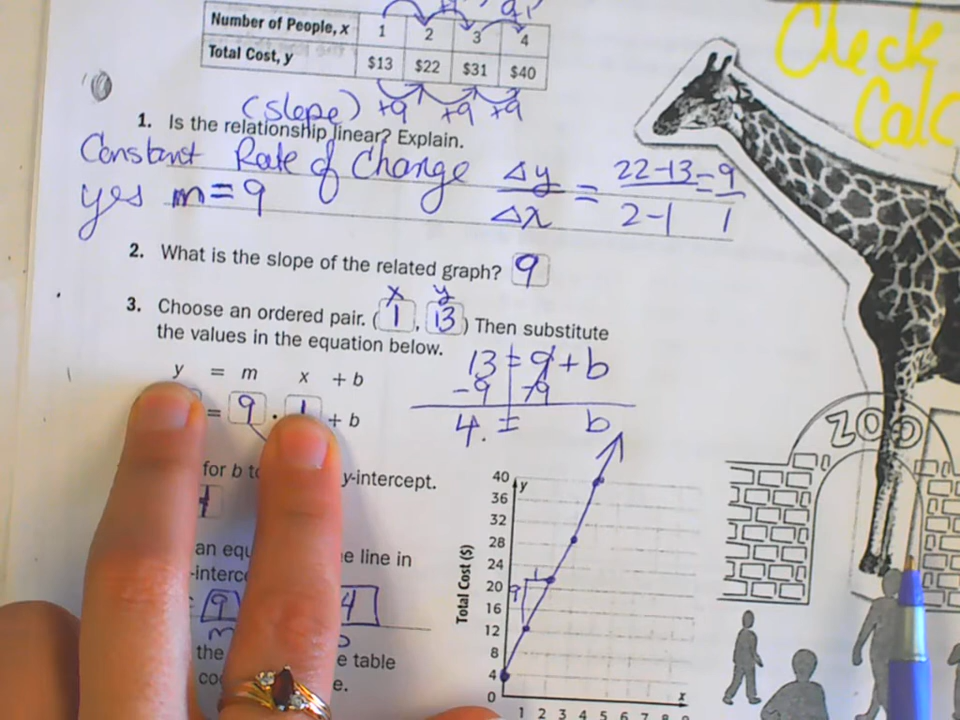 Number of People, x 1 2 3 4
Total Cost, y $13 $22 $31 $40
(slope) +9 +9 +9
Check
Calc
1. Is the relationship linear? Explain.
Constant Rate of Change Δy/Δx = 22-13/2-1 = 9/1
yes m=9
2. What is the slope of the related graph? 9
x y
3. Choose an ordered pair. (1, 13) Then substitute
the values in the equation below.
y = m x + b
= 9 · 1 + b
13 = 9 + b
-9 -9
4. = b
for b to y-intercept.
4
an equ e line in
-interc
9 4
m b
the e table
co e.
ZOO
Total Cost ($)
y
40
36
32
28
24
20
16
12
8
4
0
9 1
x
1 2 3 4 5 6 7 8 9